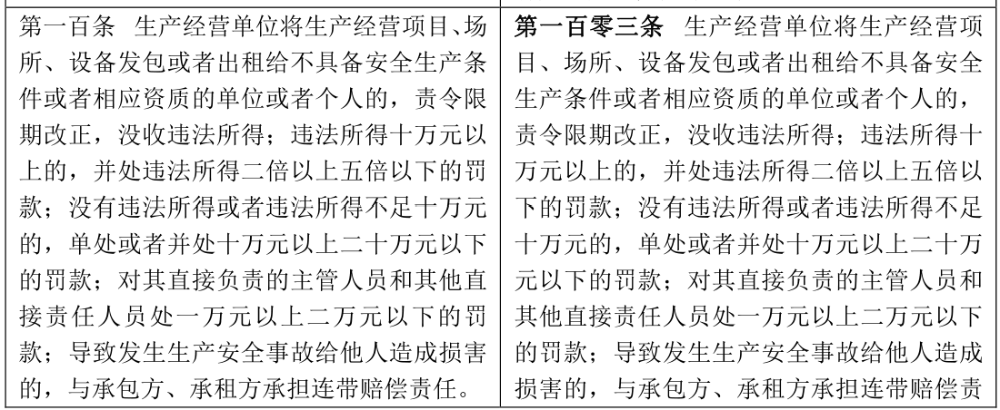 第一百条 生产经营单位将生产经营项目、场
所、设备发包或者出租给不具备安全生产条
件或者相应资质的单位或者个人的，责令限
期改正，没收违法所得；违法所得十万元以
上的，并处违法所得二倍以上五倍以下的罚
款；没有违法所得或者违法所得不足十万元
的，单处或者并处十万元以上二十万元以下
的罚款；对其直接负责的主管人员和其他直
接责任人员处一万元以上二万元以下的罚
款；导致发生生产安全事故给他人造成损害
的，与承包方、承租方承担连带赔偿责任。
第一百零三条 生产经营单位将生产经营项
目、场所、设备发包或者出租给不具备安全
生产条件或者相应资质的单位或者个人的，
责令限期改正，没收违法所得；违法所得十
万元以上的，并处违法所得二倍以上五倍以
下的罚款；没有违法所得或者违法所得不足
十万元的，单处或者并处十万元以上二十万
元以下的罚款；对其直接负责的主管人员和
其他直接责任人员处一万元以上二万元以下
的罚款；导致发生生产安全事故给他人造成
损害的，与承包方、承租方承担连带赔偿责